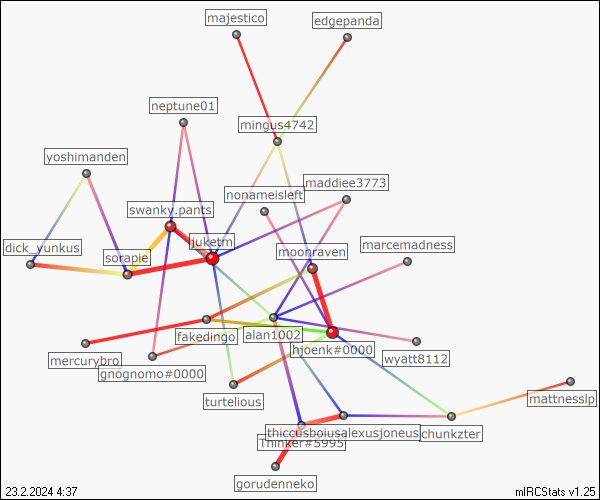 majestico
edgepanda
neptune01
mingus4742
yoshimanden
maddiee3773
nonameisleft
swanky.pants
dick_yunkus
juketm
marcemadness
sorapie
moonraven
fakedingo
alan1002
hjoenk#0000
mercurybro
wyatt8112
gnognomo#0000
turtelious
mattnesslp
thiccusboiusalexusjoneus
chunkzter
Thinker#5995
gorudenneko
23.2.2024 4:37
mIRCStats v1.25